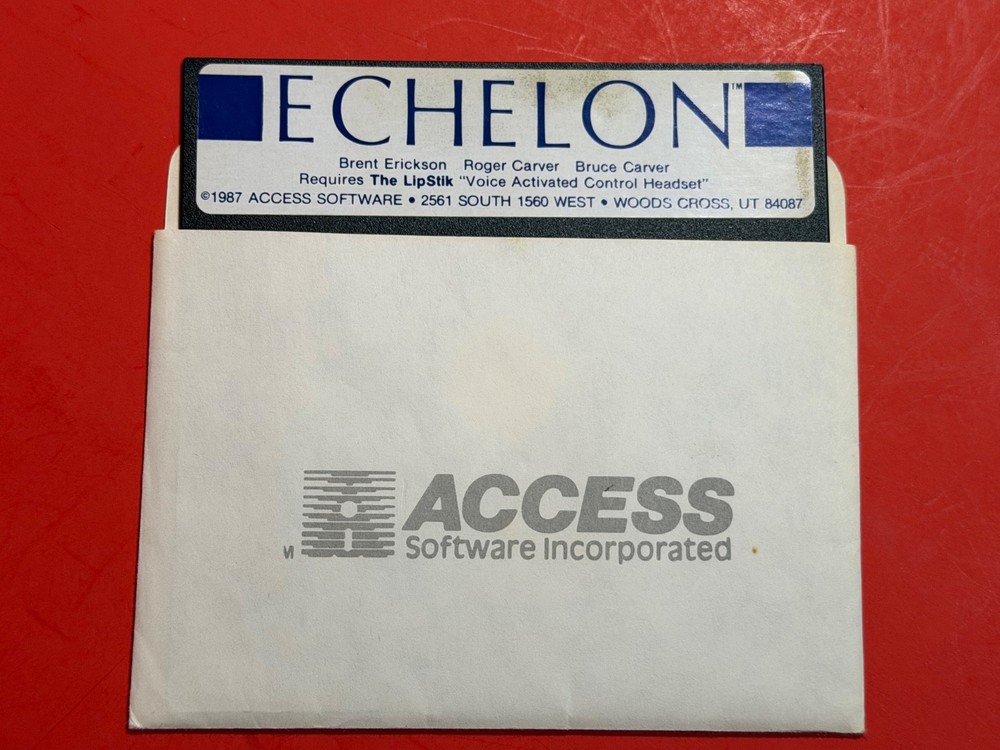 ECHELON™
Brent Erickson Roger Carver Bruce Carver
Requires The LipStik "Voice Activated Control Headset"
©1987 ACCESS SOFTWARE • 2561 SOUTH 1560 WEST • WOODS CROSS, UT 84087
ACCESS
Software Incorporated